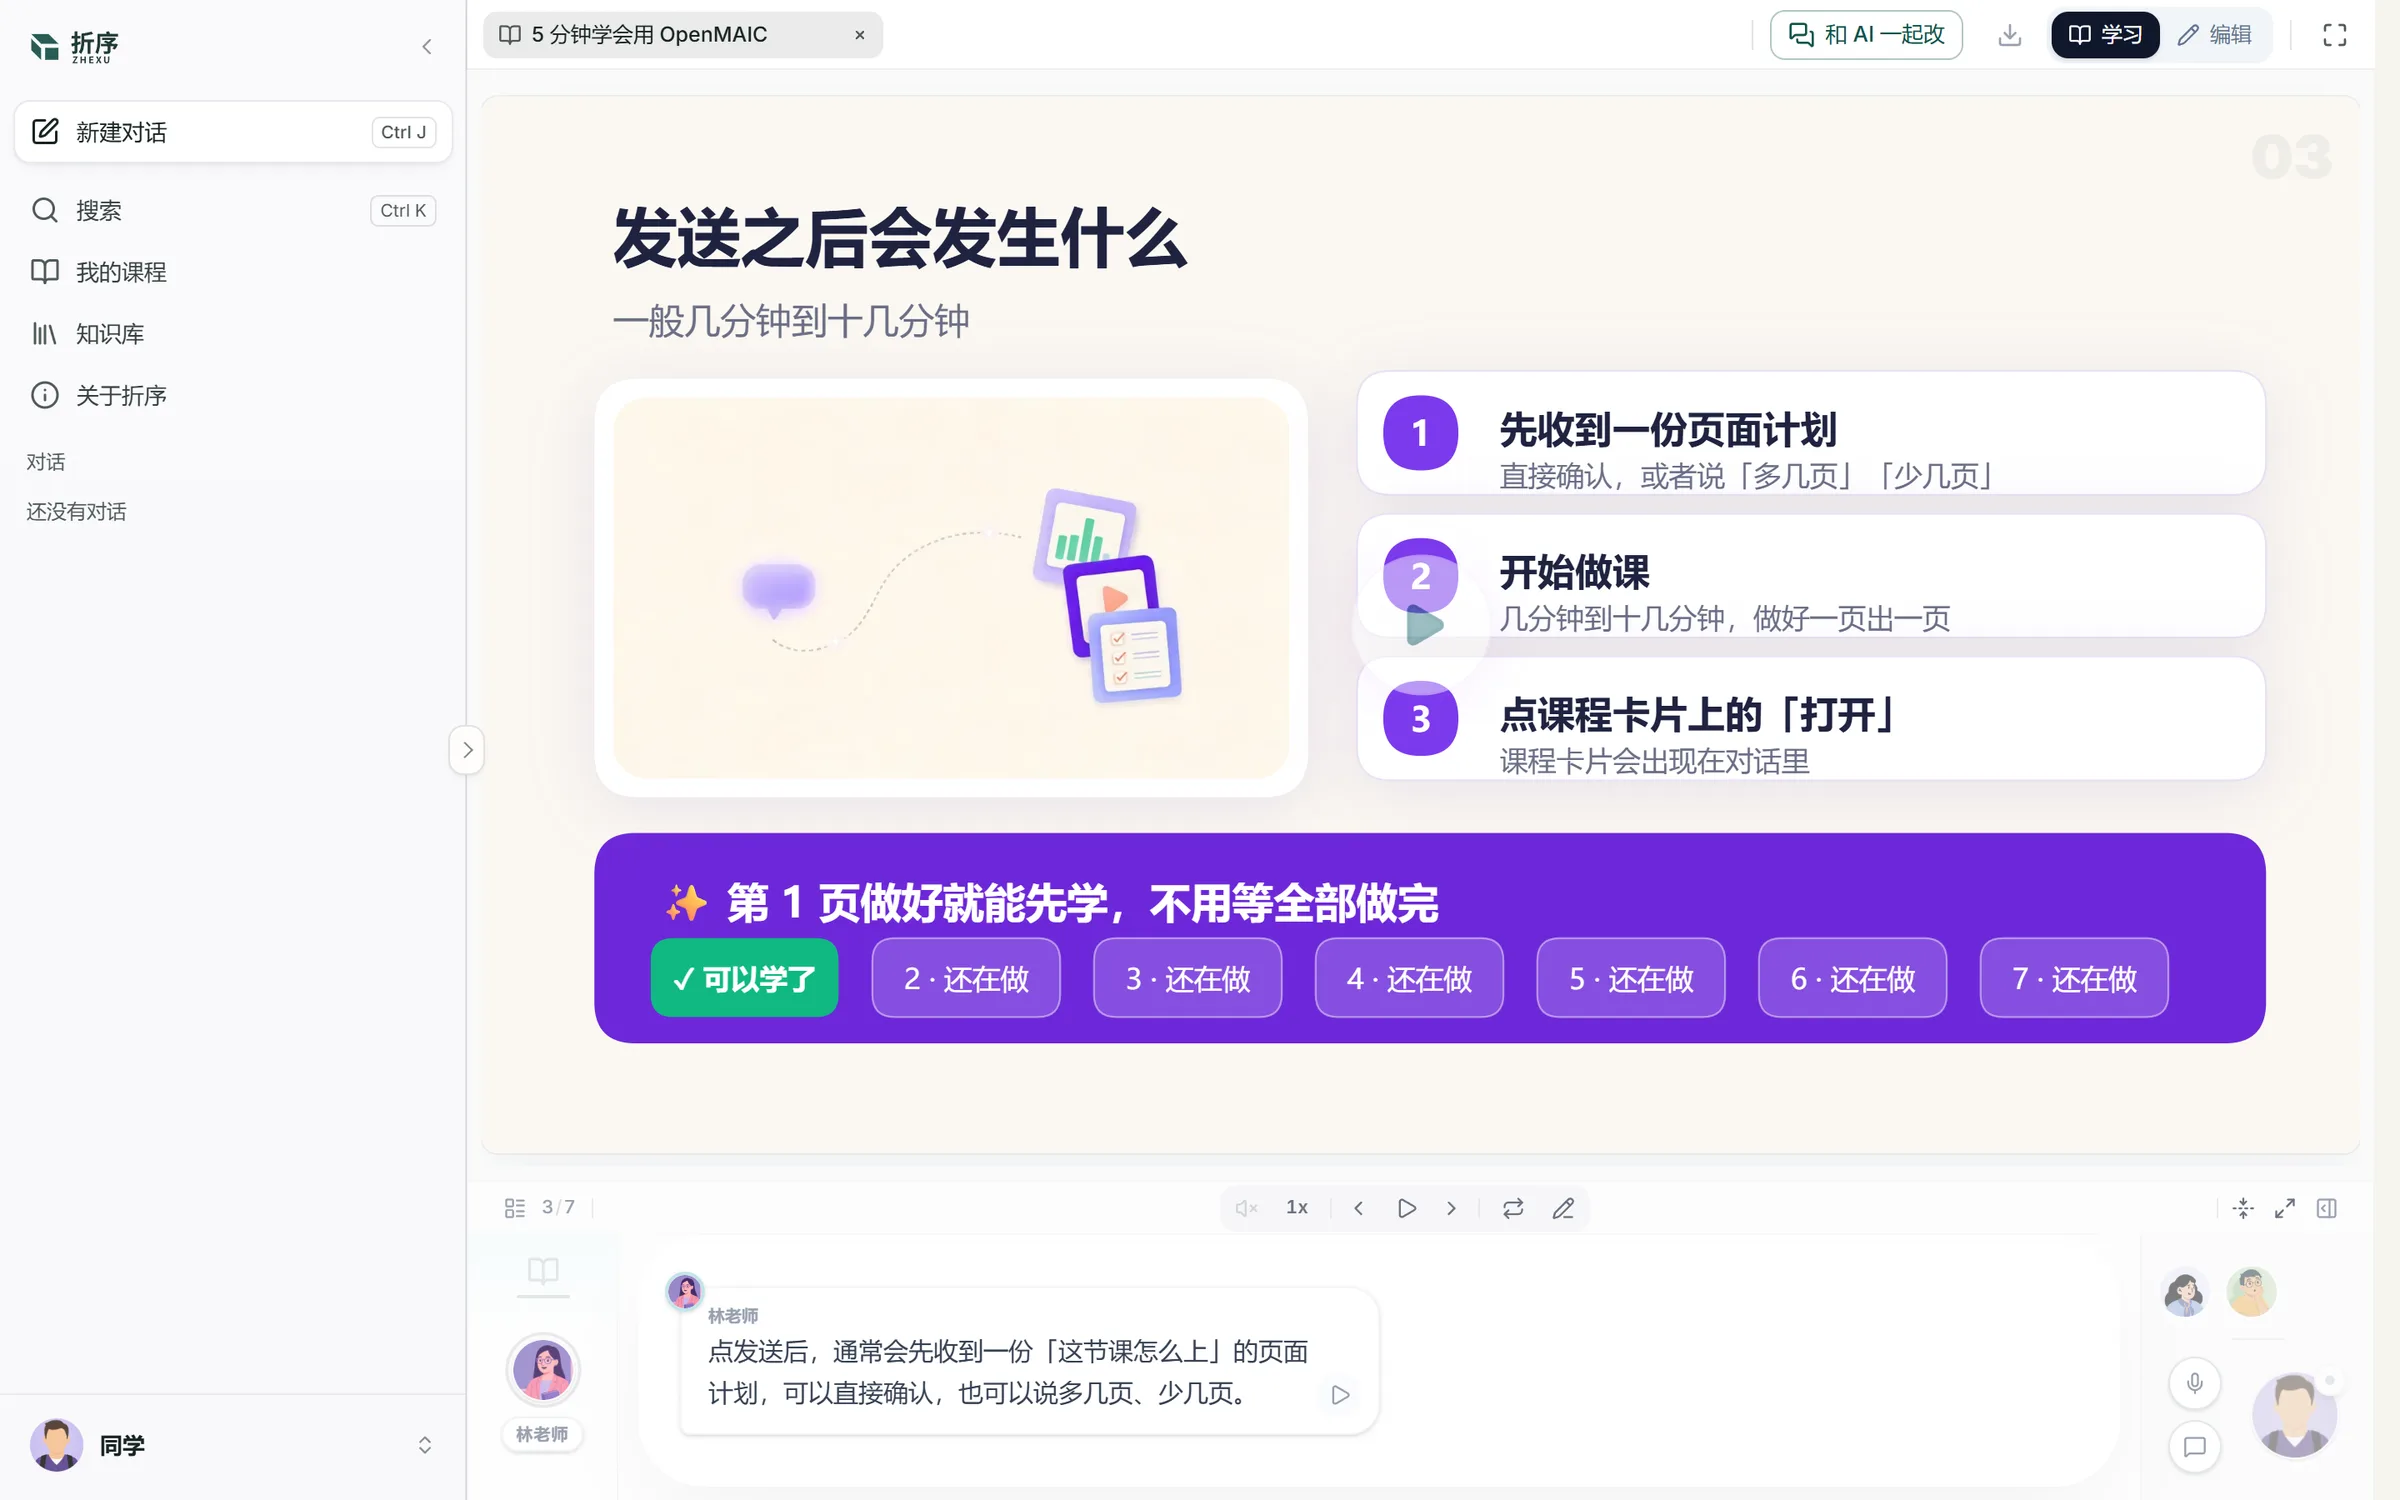 折序
ZHEXU
新建对话
Ctrl J
搜索
Ctrl K
我的课程
知识库
关于折序
对话
还没有对话
同学
5 分钟学会用 OpenMAIC
和 AI 一起改
学习
编辑
03
发送之后会发生什么
一般几分钟到十几分钟
1
先收到一份页面计划
直接确认，或者说「多几页」「少几页」
2
开始做课
几分钟到十几分钟，做好一页出一页
3
点课程卡片上的「打开」
课程卡片会出现在对话里
✨ 第 1 页做好就能先学，不用等全部做完
✓ 可以学了
2 · 还在做
3 · 还在做
4 · 还在做
5 · 还在做
6 · 还在做
7 · 还在做
3/7
1x
林老师
点发送后，通常会先收到一份「这节课怎么上」的页面
计划，可以直接确认，也可以说多几页、少几页。
林老师